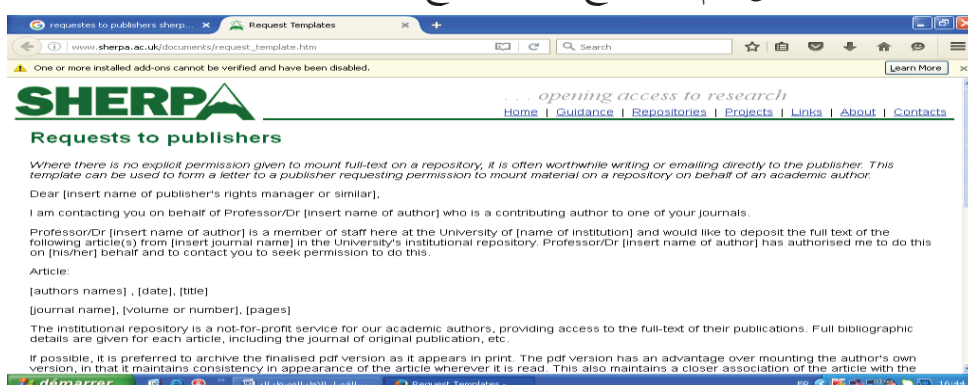 requestes to publishers sherp...
Request Templates
www.sherpa.ac.uk/documents/request_template.htm
Search
One or more installed add-ons cannot be verified and have been disabled.
Learn More
SHERPA
. . . opening access to research
Home | Guidance | Repositories | Projects | Links | About | Contacts
Requests to publishers
Where there is no explicit permission given to mount full-text on a repository, it is often worthwhile writing or emailing directly to the publisher. This
template can be used to form a letter to a publisher requesting permission to mount material on a repository on behalf of an academic author.
Dear [insert name of publisher's rights manager or similar],
I am contacting you on behalf of Professor/Dr [insert name of author] who is a contributing author to one of your journals.
Professor/Dr [insert name of author] is a member of staff here at the University of [name of institution] and would like to deposit the full text of the
following article(s) from [insert journal name] in the University's institutional repository. Professor/Dr [insert name of author] has authorised me to do this
on [his/her] behalf and to contact you to seek permission to do this.
Article:
[authors names] , [date], [title]
[journal name], [volume or number], [pages]
The institutional repository is a not-for-profit service for our academic authors, providing access to the full-text of their publications. Full bibliographic
details are given for each article, including the journal of original publication, etc.
If possible, it is preferred to archive the finalised pdf version as it appears in print. The pdf version has an advantage over mounting the author's own
version, in that it maintains consistency in appearance of the article wherever it is read. This also maintains a closer association of the article with the
démarrer
Request Templates -
FR
16:49